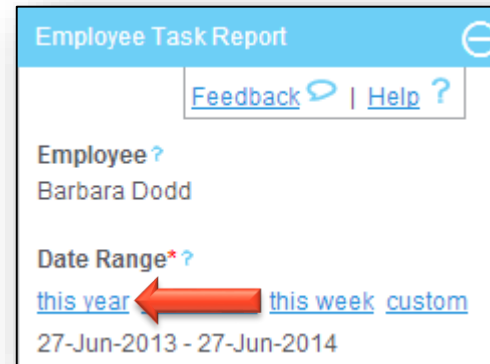 Employee Task Report
Feedback | Help ?
Employee ?
Barbara Dodd
Date Range* ?
this year this week custom
27-Jun-2013 - 27-Jun-2014